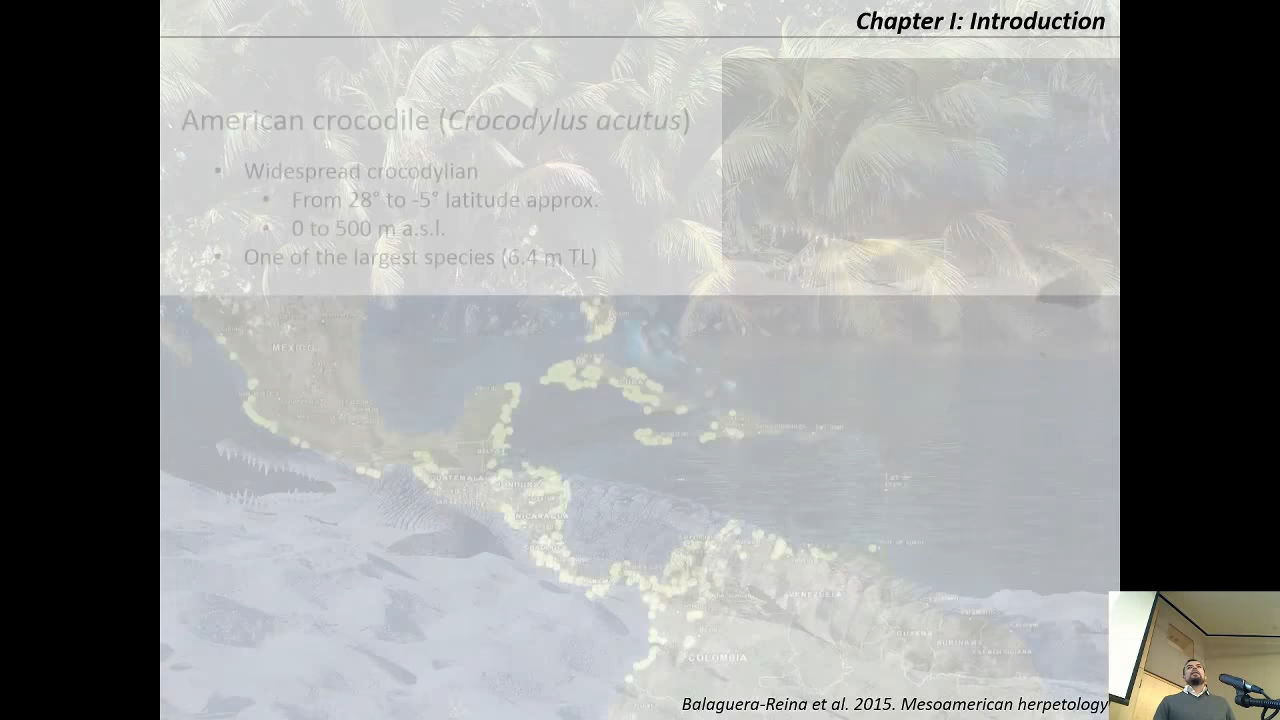 Chapter I: Introduction
American crocodile (Crocodylus acutus)
• Widespread crocodylian
• From 28° to -5° latitude approx.
• 0 to 500 m a.s.l.
• One of the largest species (6.4 m TL)
MEXICO
CUBA
GUATEMALA
HONDURAS
NICARAGUA
VENEZUELA
GUYANA
SURINAME
COLOMBIA
Balaguera-Reina et al. 2015. Mesoamerican herpetology